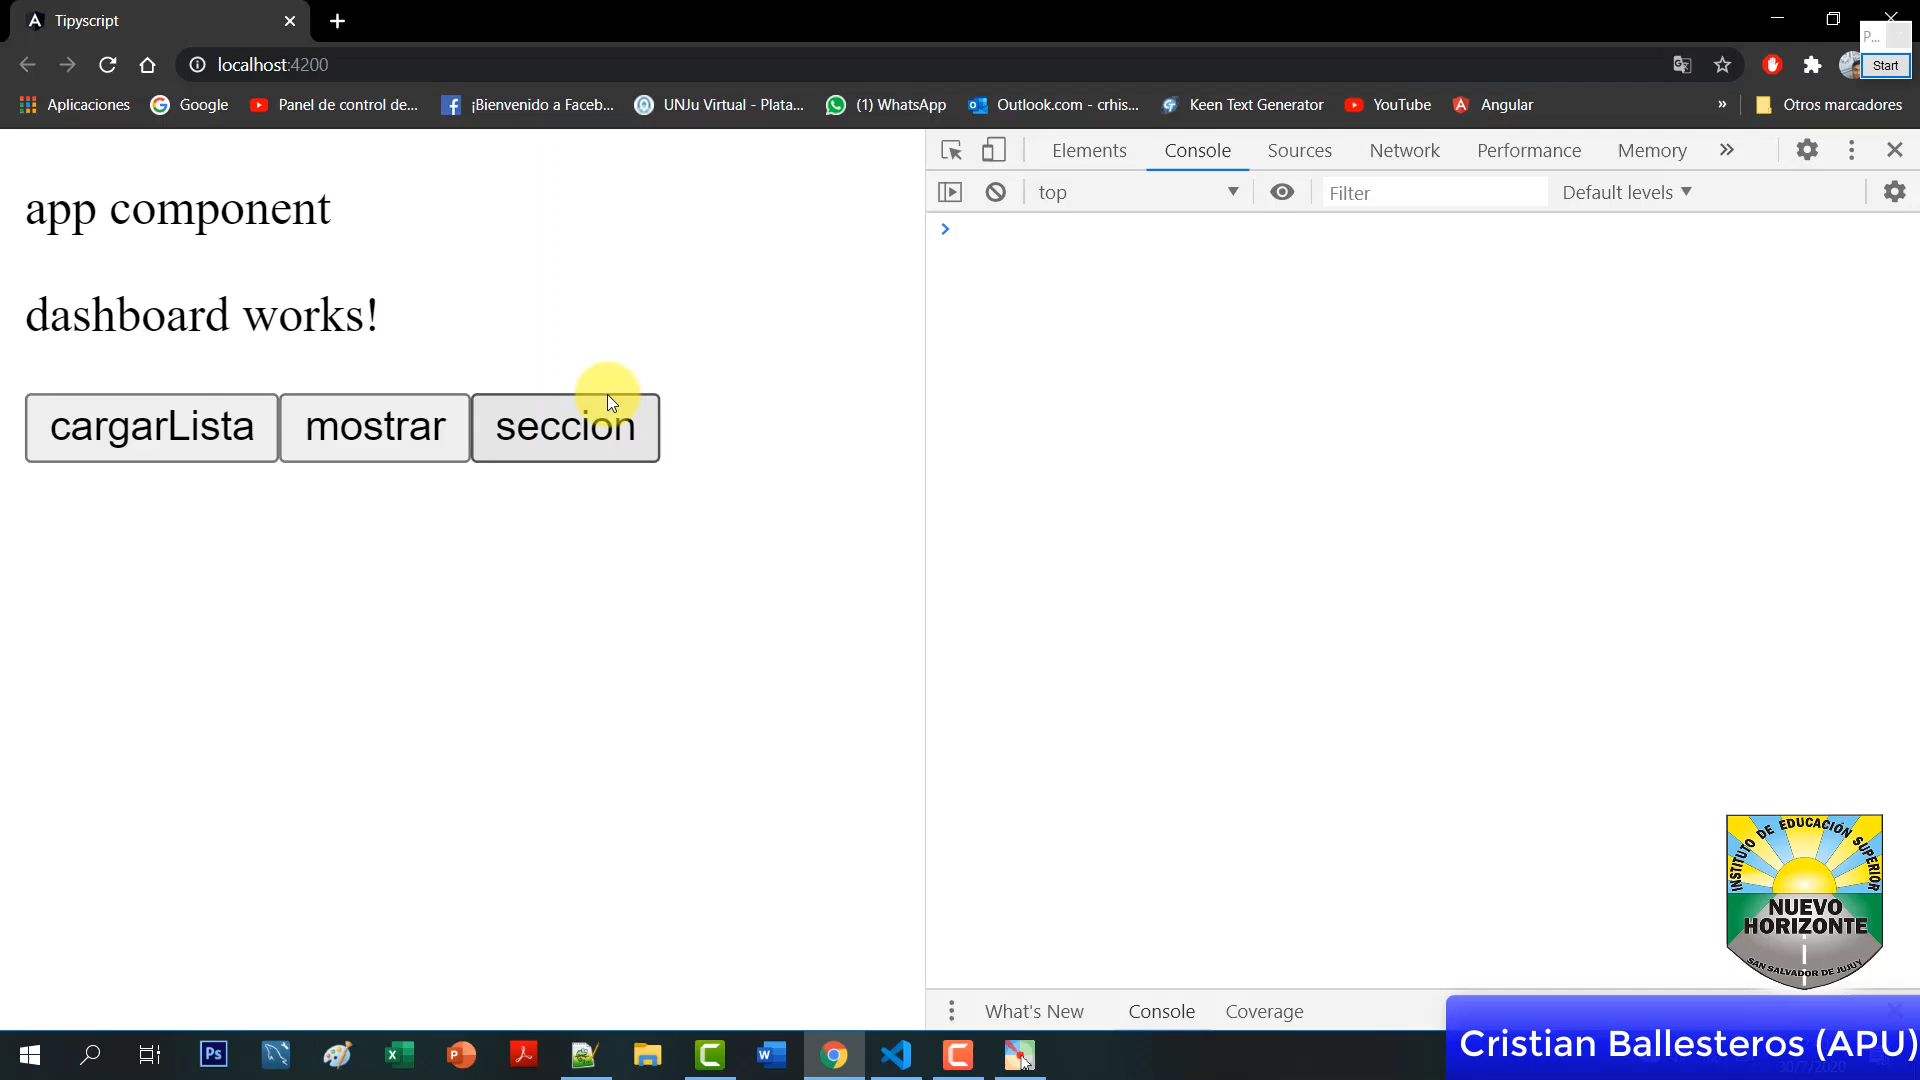 Tipyscript
P...
localhost:4200
Start
Aplicaciones Google Panel de control de... ¡Bienvenido a Faceb... UNJu Virtual - Plata... (1) WhatsApp Outlook.com - crhis... Keen Text Generator YouTube Angular » Otros marcadores
Elements Console Sources Network Performance Memory
top Filter Default levels
app component
dashboard works!
cargarLista mostrar seccion
INSTITUTO DE EDUCACIÓN SUPERIOR
NUEVO
HORIZONTE
SAN SALVADOR DE JUJUY
What's New Console Coverage
Cristian Ballesteros (APU)
30/7/2020